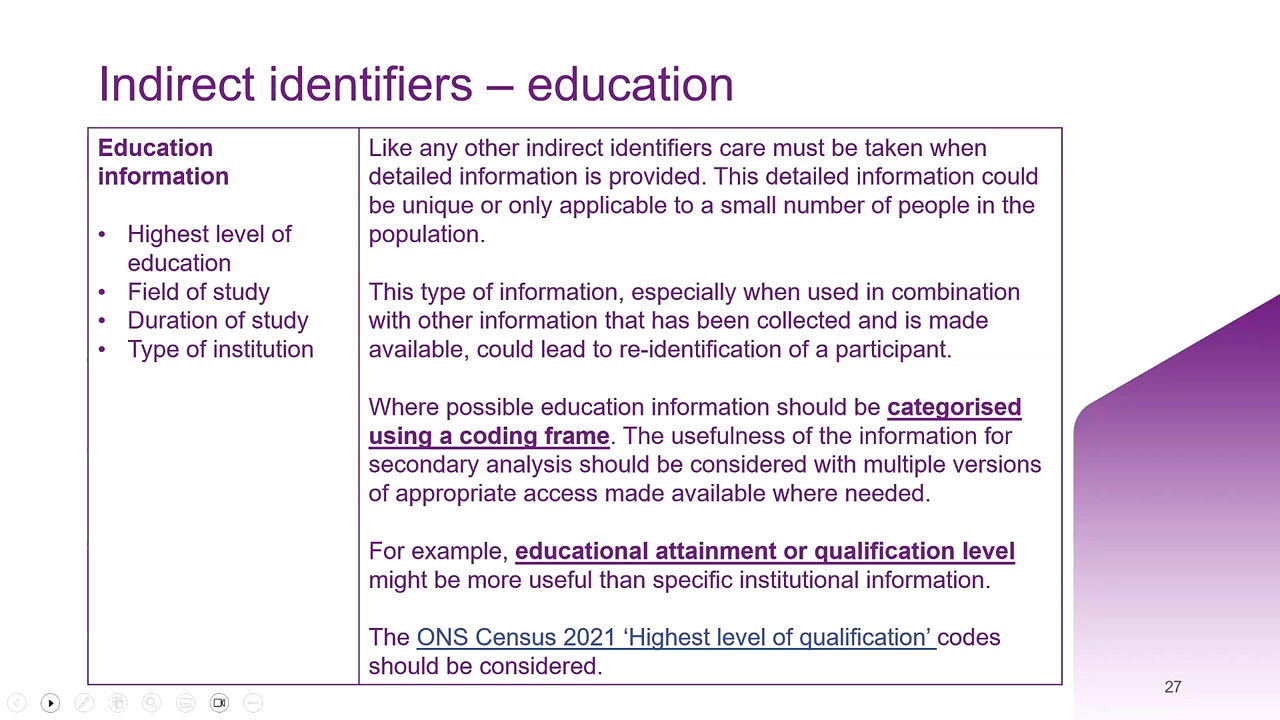 Indirect identifiers – education
Education
information
• Highest level of
education
• Field of study
• Duration of study
• Type of institution
Like any other indirect identifiers care must be taken when
detailed information is provided. This detailed information could
be unique or only applicable to a small number of people in the
population.
This type of information, especially when used in combination
with other information that has been collected and is made
available, could lead to re-identification of a participant.
Where possible education information should be categorised
using a coding frame. The usefulness of the information for
secondary analysis should be considered with multiple versions
of appropriate access made available where needed.
For example, educational attainment or qualification level
might be more useful than specific institutional information.
The ONS Census 2021 ‘Highest level of qualification’ codes
should be considered.
27